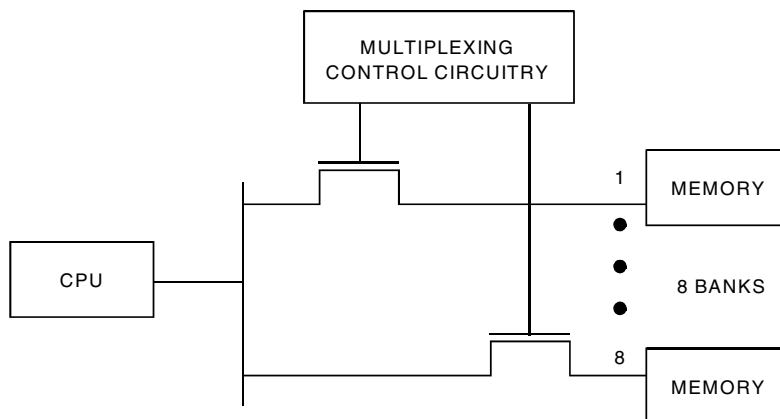 MULTIPLEXING
CONTROL CIRCUITRY
1
MEMORY
CPU
8 BANKS
8
MEMORY